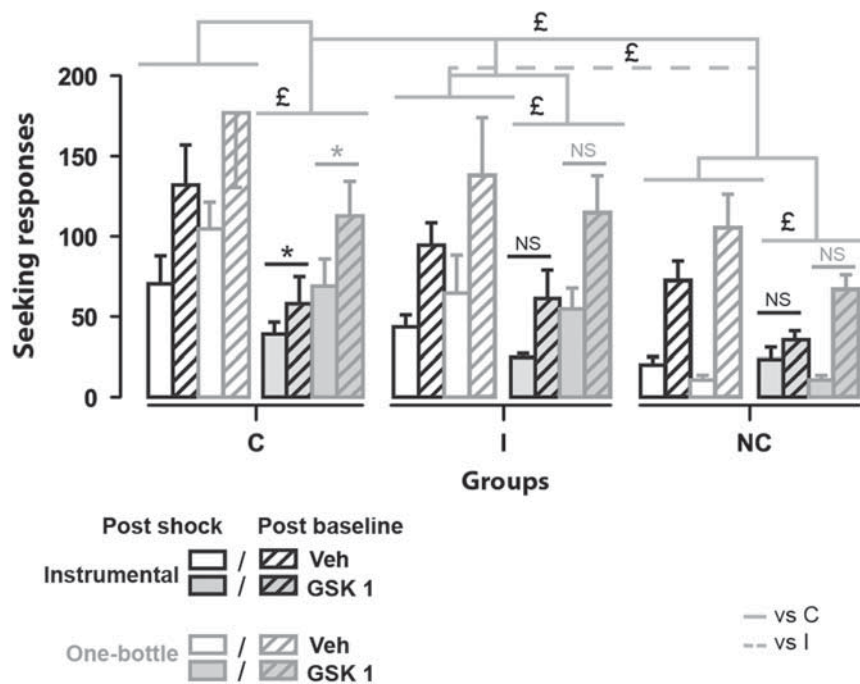 £
£
200
£
£
150
*
NS
£
100
*
NS
NS
NS
50
0
Seeking responses
C
I
NC
Groups
Post shock
Post baseline
Instrumental
/
Veh
/
GSK 1
One-bottle
/
Veh
/
GSK 1
vs C
vs I